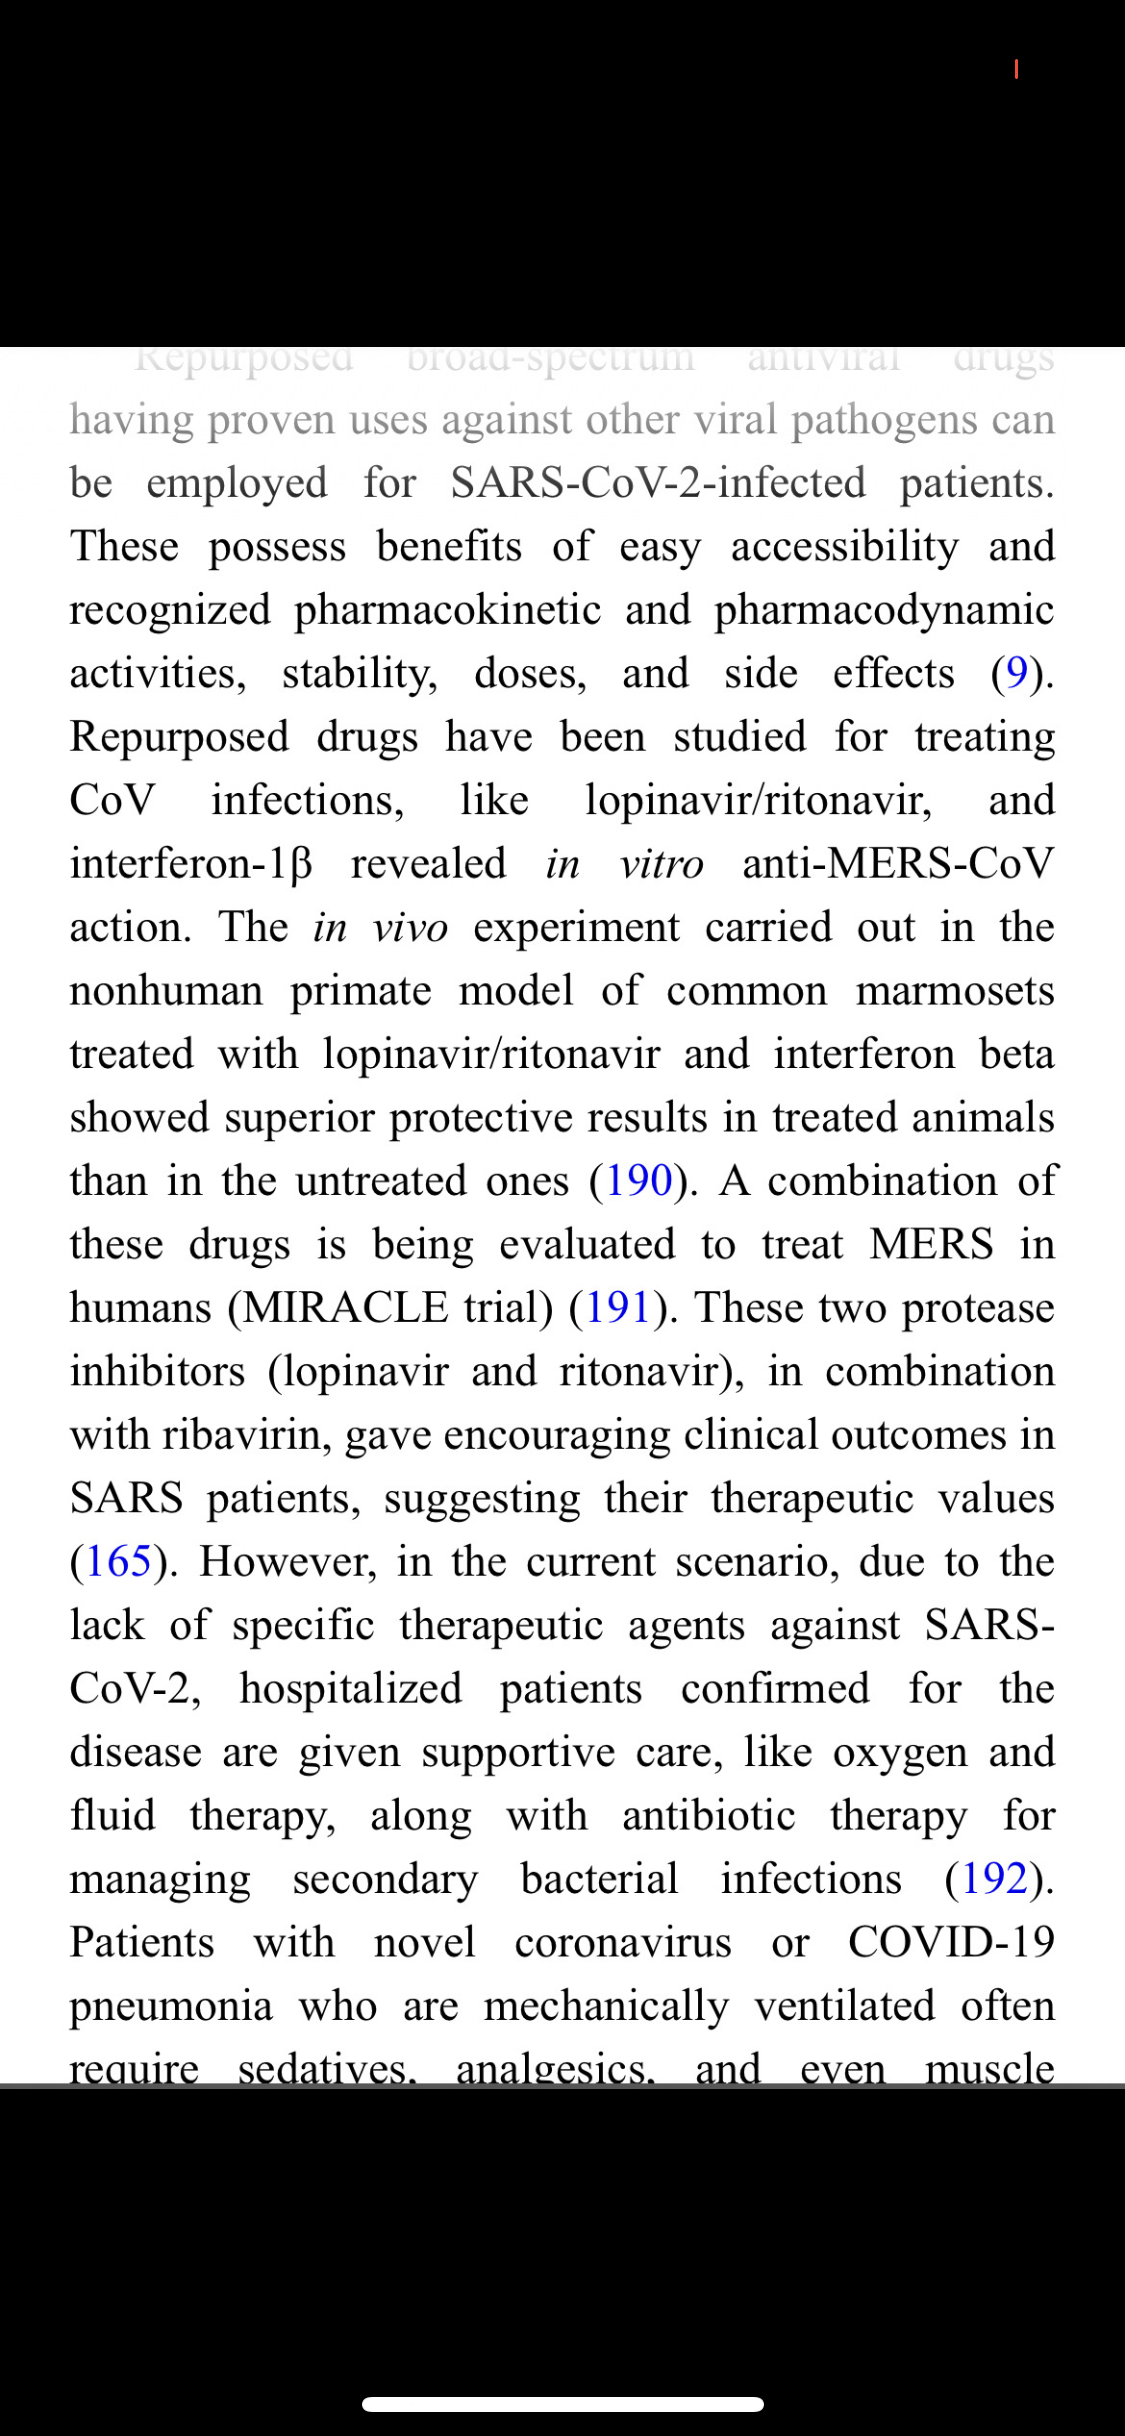 Repurposed broad-spectrum antiviral drugs
having proven uses against other viral pathogens can
be employed for SARS-CoV-2-infected patients.
These possess benefits of easy accessibility and
recognized pharmacokinetic and pharmacodynamic
activities, stability, doses, and side effects (9).
Repurposed drugs have been studied for treating
CoV infections, like lopinavir/ritonavir, and
interferon-1β revealed in vitro anti-MERS-CoV
action. The in vivo experiment carried out in the
nonhuman primate model of common marmosets
treated with lopinavir/ritonavir and interferon beta
showed superior protective results in treated animals
than in the untreated ones (190). A combination of
these drugs is being evaluated to treat MERS in
humans (MIRACLE trial) (191). These two protease
inhibitors (lopinavir and ritonavir), in combination
with ribavirin, gave encouraging clinical outcomes in
SARS patients, suggesting their therapeutic values
(165). However, in the current scenario, due to the
lack of specific therapeutic agents against SARS-
CoV-2, hospitalized patients confirmed for the
disease are given supportive care, like oxygen and
fluid therapy, along with antibiotic therapy for
managing secondary bacterial infections (192).
Patients with novel coronavirus or COVID-19
pneumonia who are mechanically ventilated often
require sedatives, analgesics, and even muscle